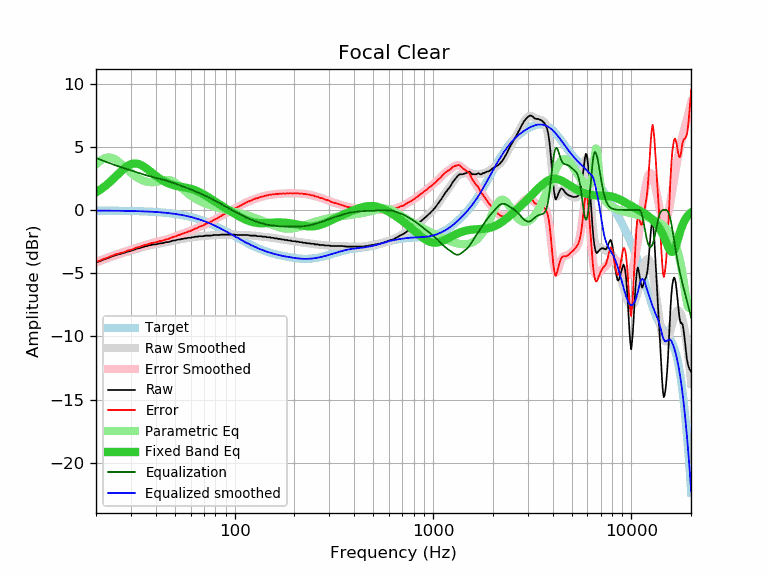 Focal Clear
Amplitude (dBr)
10
5
0
−5
−10
−15
−20
Target
Raw Smoothed
Error Smoothed
Raw
Error
Parametric Eq
Fixed Band Eq
Equalization
Equalized smoothed
100
1000
10000
Frequency (Hz)